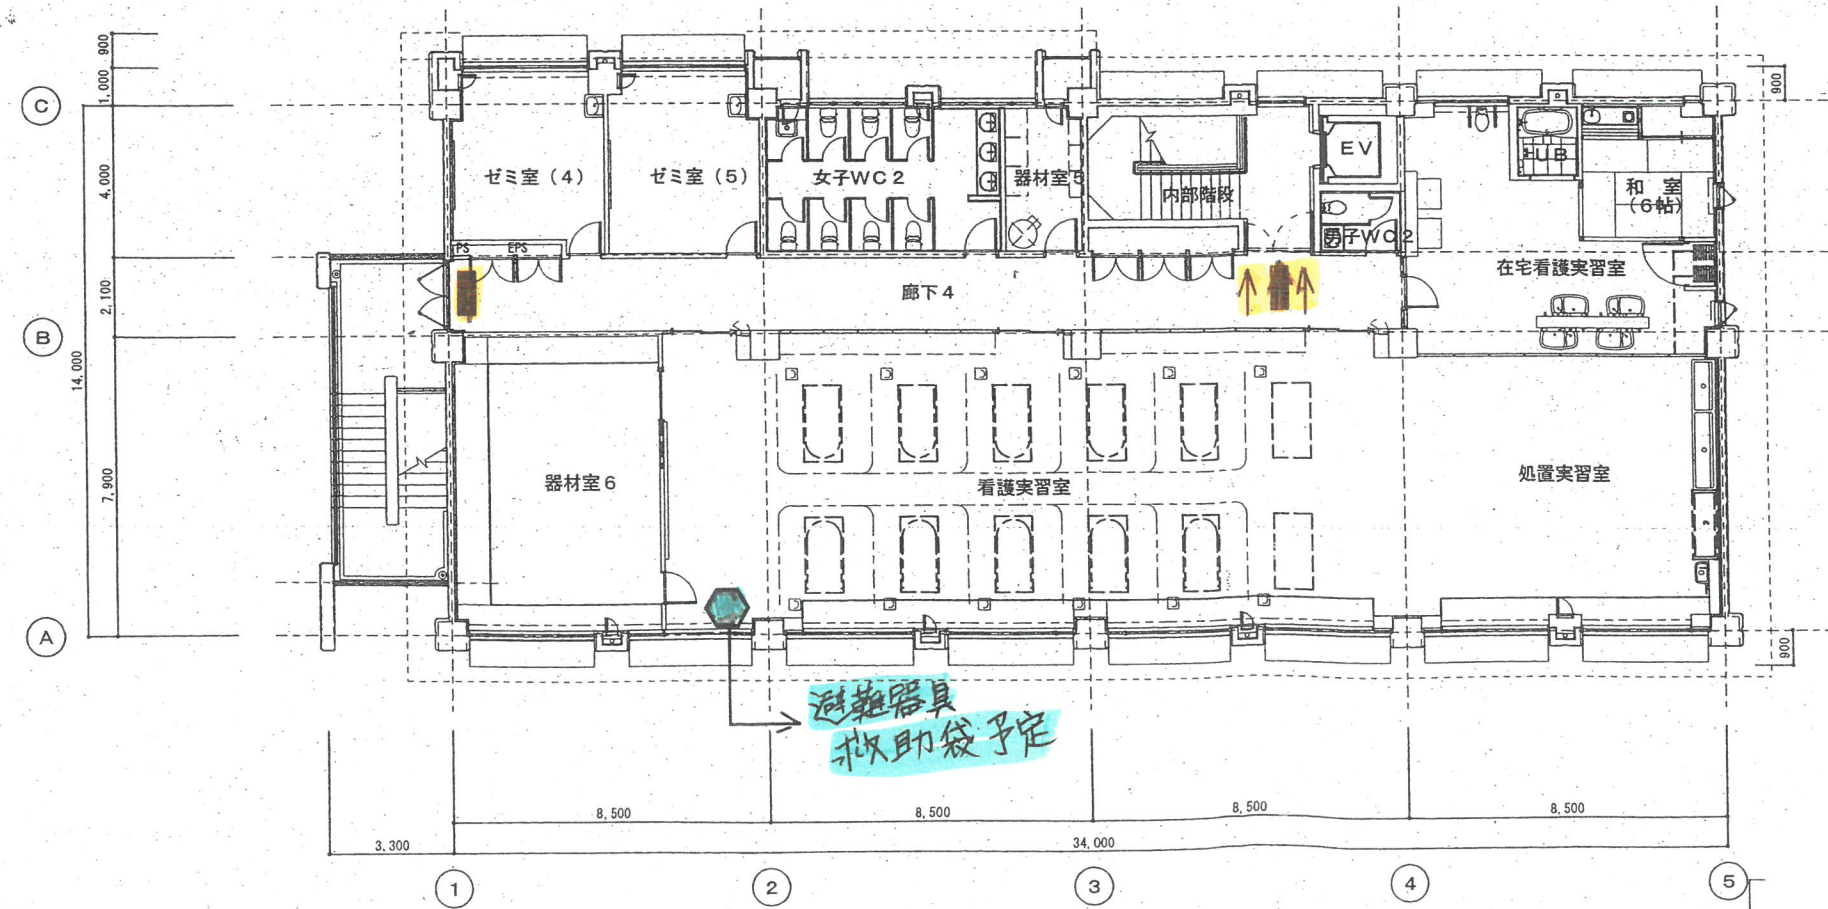 900
1,000
C
4,000
2,100
B
14,000
7,900
A
900
ゼミ室(4)
ゼミ室(5)
女子WC2
器材室5
内部階段
EV
男子WC2
UB
和 室
(6帖)
在宅看護実習室
PS
EPS
廊下4
器材室6
看護実習室
処置実習室
900
避難器具
救助袋予定
8,500
8,500
8,500
8,500
3,300
34,000
1
2
3
4
5